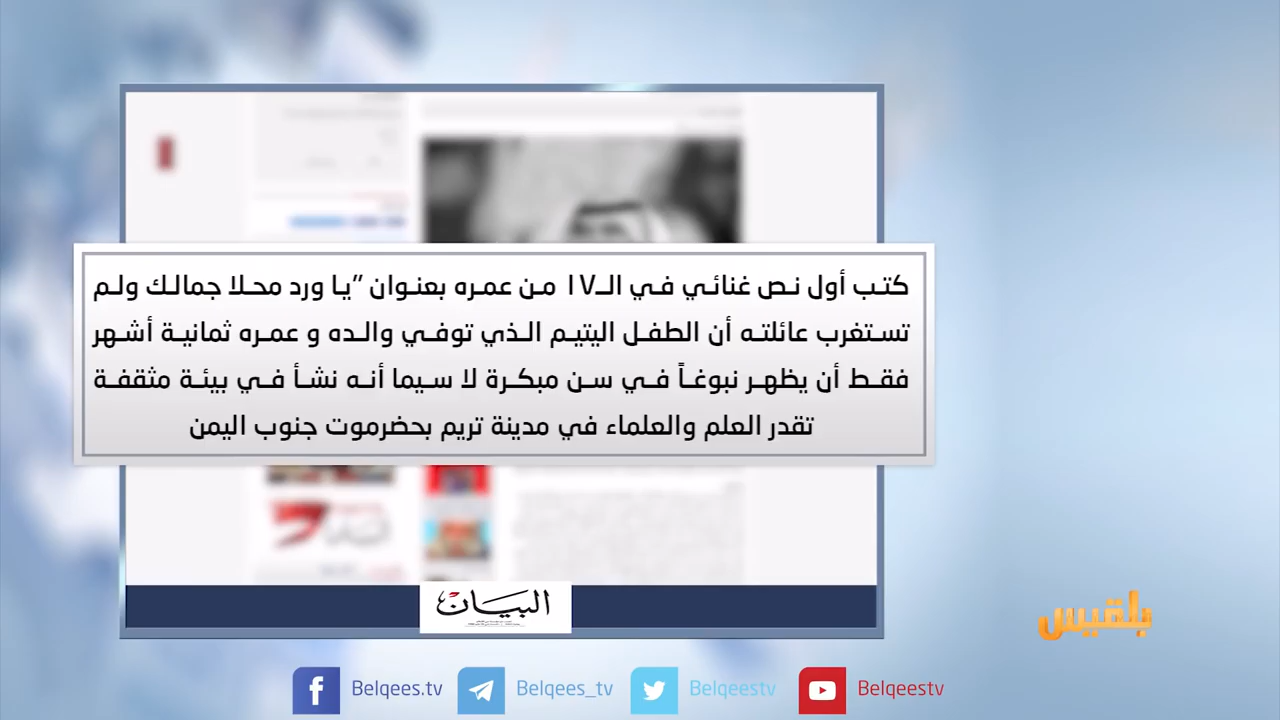 كتب أول نص غنائي في الـ١٧ من عمره بعنوان "يا ورد محلا جمالك ولم
تستغرب عائلته أن الطفل اليتيم الذي توفي والده و عمره ثمانية أشهر
فقط أن يظهر نبوغاً في سن مبكرة لا سيما أنه نشأ في بيئة مثقفة
تقدر العلم والعلماء في مدينة تريم بحضرموت جنوب اليمن
البيان
بلقيس
Belqees.tv Belqees_tv Belqeestv Belqeestv